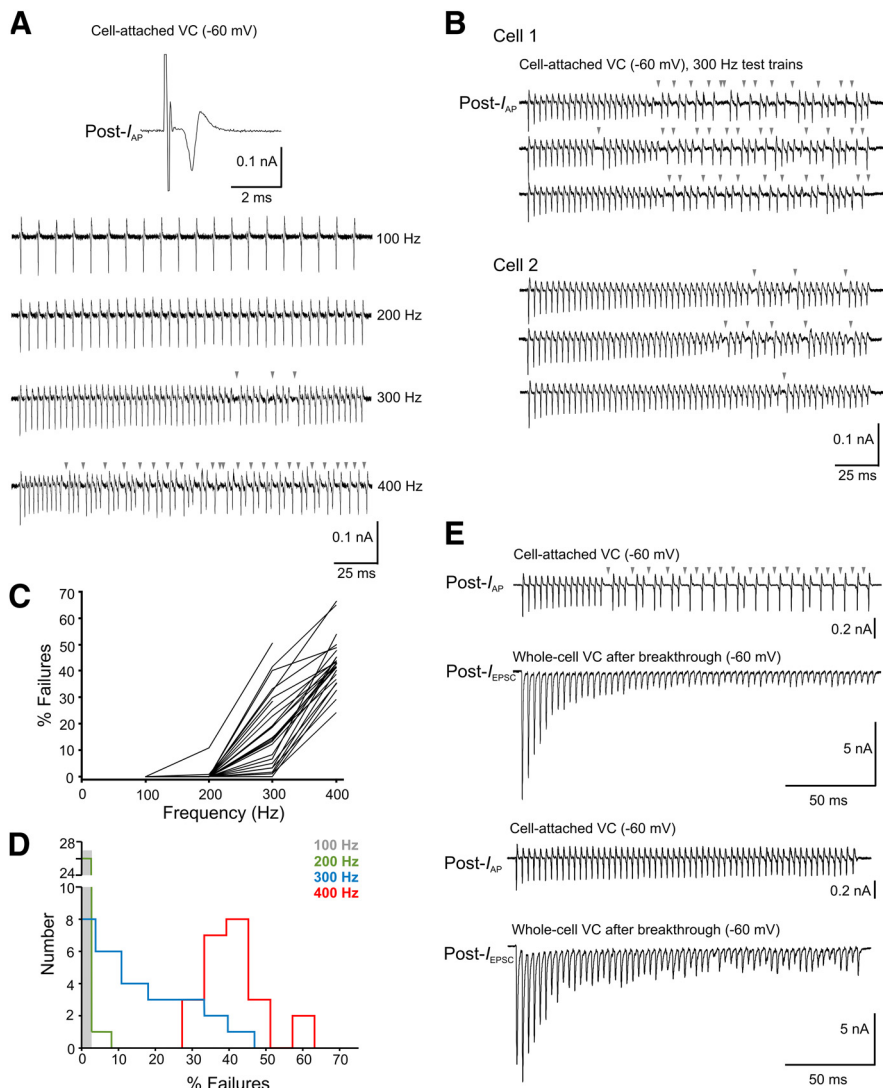 A
Cell-attached VC (-60 mV)
Post-IAP
0.1 nA
2 ms
100 Hz
200 Hz
300 Hz
400 Hz
0.1 nA
25 ms
B
Cell 1
Cell-attached VC (-60 mV), 300 Hz test trains
Post-IAP
Cell 2
0.1 nA
25 ms
C
70
60
50
40
30
20
10
0
% Failures
0
100
200
300
400
Frequency (Hz)
D
28
24
10
8
6
4
2
0
Number
100 Hz
200 Hz
300 Hz
400 Hz
0
10
20
30
40
50
60
70
% Failures
E
Cell-attached VC (-60 mV)
Post-IAP
0.2 nA
Whole-cell VC after breakthrough (-60 mV)
Post-IEPSC
5 nA
50 ms
Cell-attached VC (-60 mV)
Post-IAP
0.2 nA
Whole-cell VC after breakthrough (-60 mV)
Post-IEPSC
5 nA
50 ms